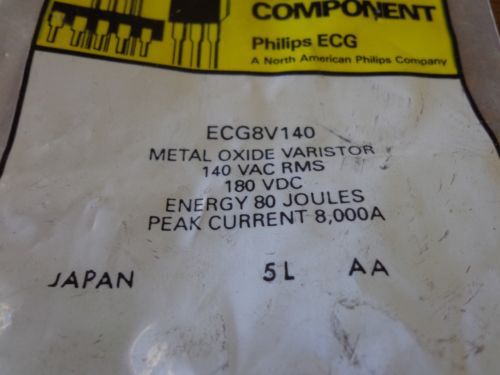 COMPONENT
Philips ECG
A North American Philips Company
ECG8V140
METAL OXIDE VARISTOR
140 VAC RMS
180 VDC
ENERGY 80 JOULES
PEAK CURRENT 8,000A
JAPAN 5L AA